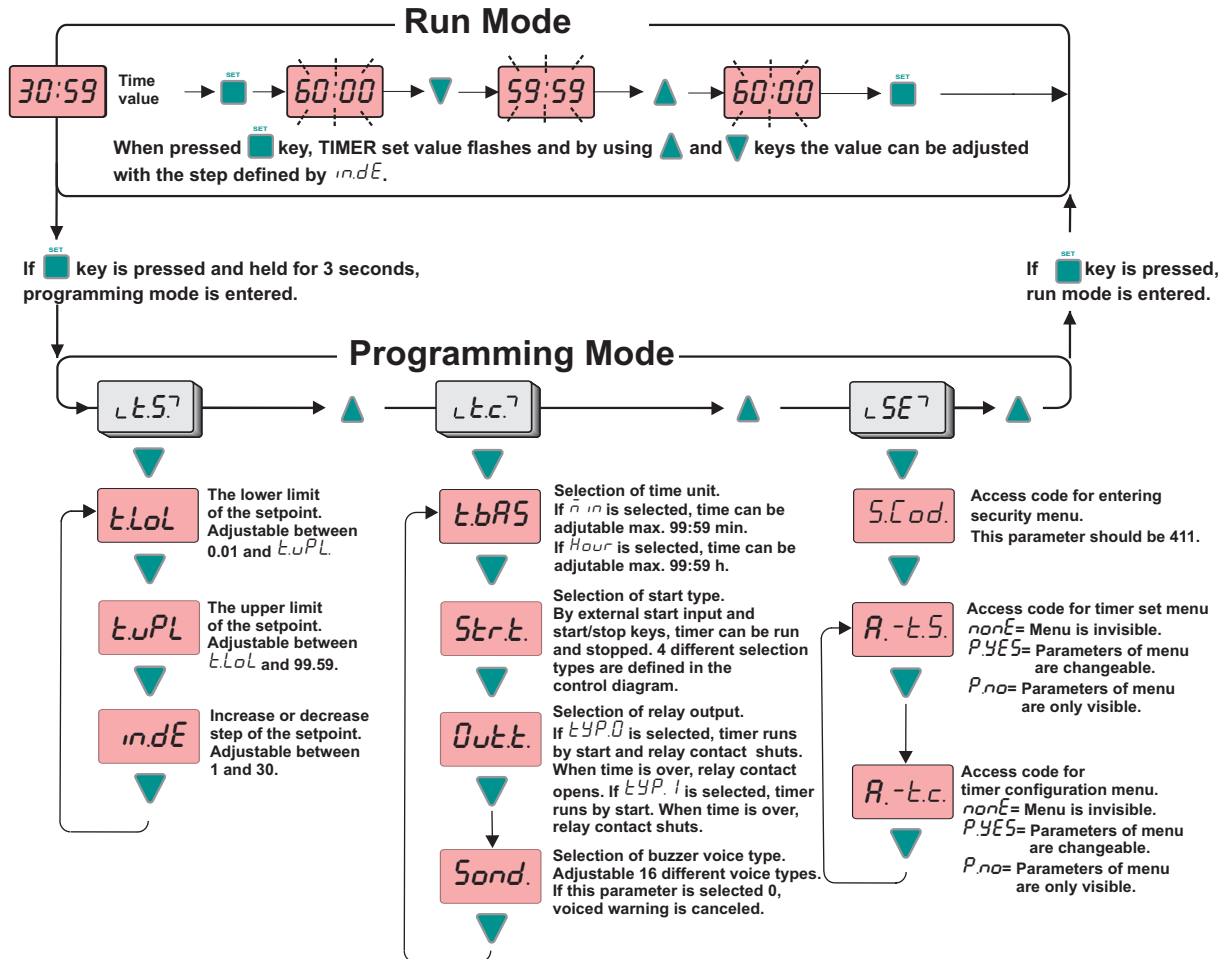 Run Mode
30:59
Time
value
SET
60:00
59:59
60:00
SET
SET
When pressed key, TIMER set value flashes and by using and keys the value can be adjusted
with the step defined by in.dE.
SET
If key is pressed and held for 3 seconds,
programming mode is entered.
SET
If key is pressed,
run mode is entered.
Programming Mode
t.S.
t.c.
SE
t.LoL
The lower limit
of the setpoint.
Adjustable between
0.01 and t.uPL.
t.uPL
The upper limit
of the setpoint.
Adjustable between
t.LoL and 99.59.
in.dE
Increase or decrease
step of the setpoint.
Adjustable between
1 and 30.
t.bAS
Selection of time unit.
If n in is selected, time can be
adjutable max. 99:59 min.
If Hour is selected, time can be
adjutable max. 99:59 h.
Str.t.
Selection of start type.
By external start input and
start/stop keys, timer can be run
and stopped. 4 different selection
types are defined in the
control diagram.
Out.t.
Selection of relay output.
If tYP.0 is selected, timer runs
by start and relay contact shuts.
When time is over, relay contact
opens. If tYP.1 is selected, timer
runs by start. When time is over,
relay contact shuts.
Sond.
Selection of buzzer voice type.
Adjustable 16 different voice types.
If this parameter is selected 0,
voiced warning is canceled.
S.Cod.
Access code for entering
security menu.
This parameter should be 411.
A.-t.S.
Access code for timer set menu
nonE= Menu is invisible.
P.YES= Parameters of menu
are changeable.
P.no= Parameters of menu
are only visible.
A.-t.c.
Access code for
timer configuration menu.
nonE= Menu is invisible.
P.YES= Parameters of menu
are changeable.
P.no= Parameters of menu
are only visible.